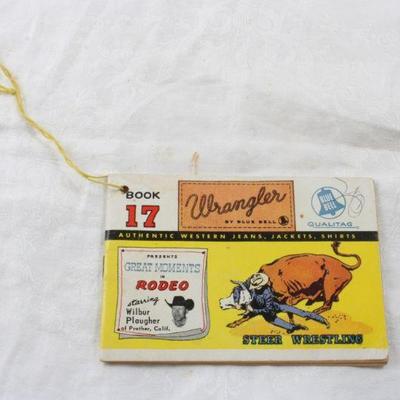 BOOK
17
Wrangler
BY BLUE BELL
BLUE
BELL
QUALITAG
AUTHENTIC WESTERN JEANS, JACKETS, SHIRTS
PRESENTS
GREAT MOMENTS
IN
RODEO
starring
Wilbur
Plaugher
of Prather, Calif.
STEER WRESTLING